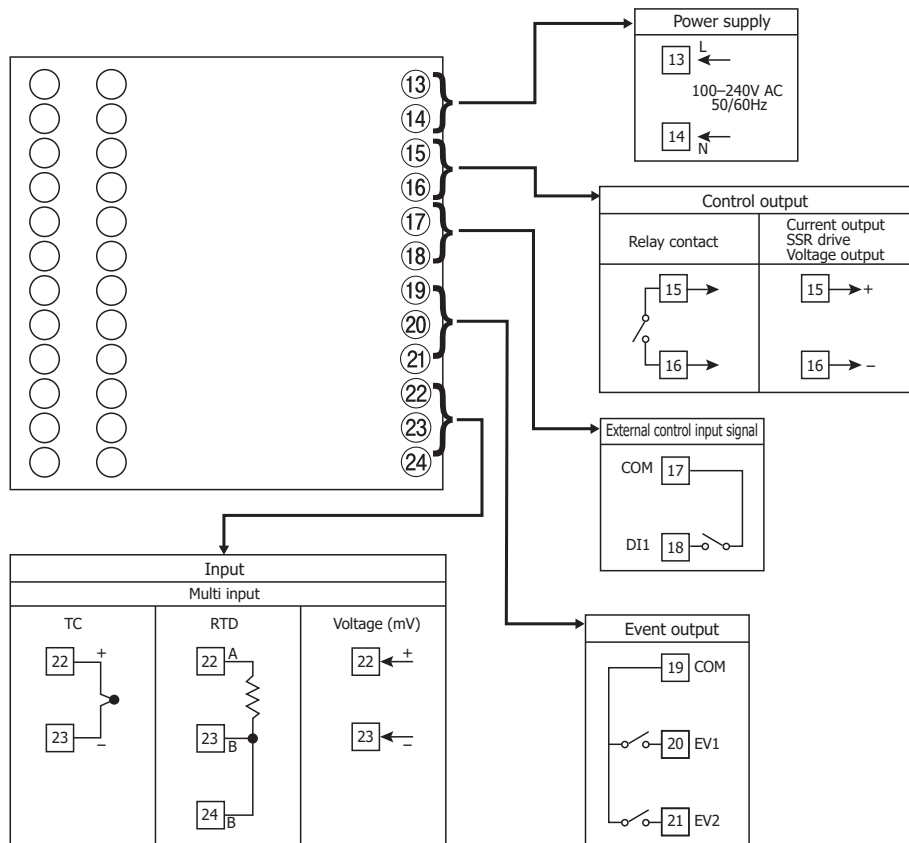 13
14
15
16
17
18
19
20
21
22
23
24
Power supply
13 L
100–240V AC
50/60Hz
14 N
Control output
Relay contact
Current output
SSR drive
Voltage output
15 15 +
16 16 –
External control input signal
COM 17
DI1 18
Input
Multi input
TC RTD Voltage (mV)
22 + 22 A 22 +
23 – 23 B 23 –
24 B
Event output
19 COM
20 EV1
21 EV2